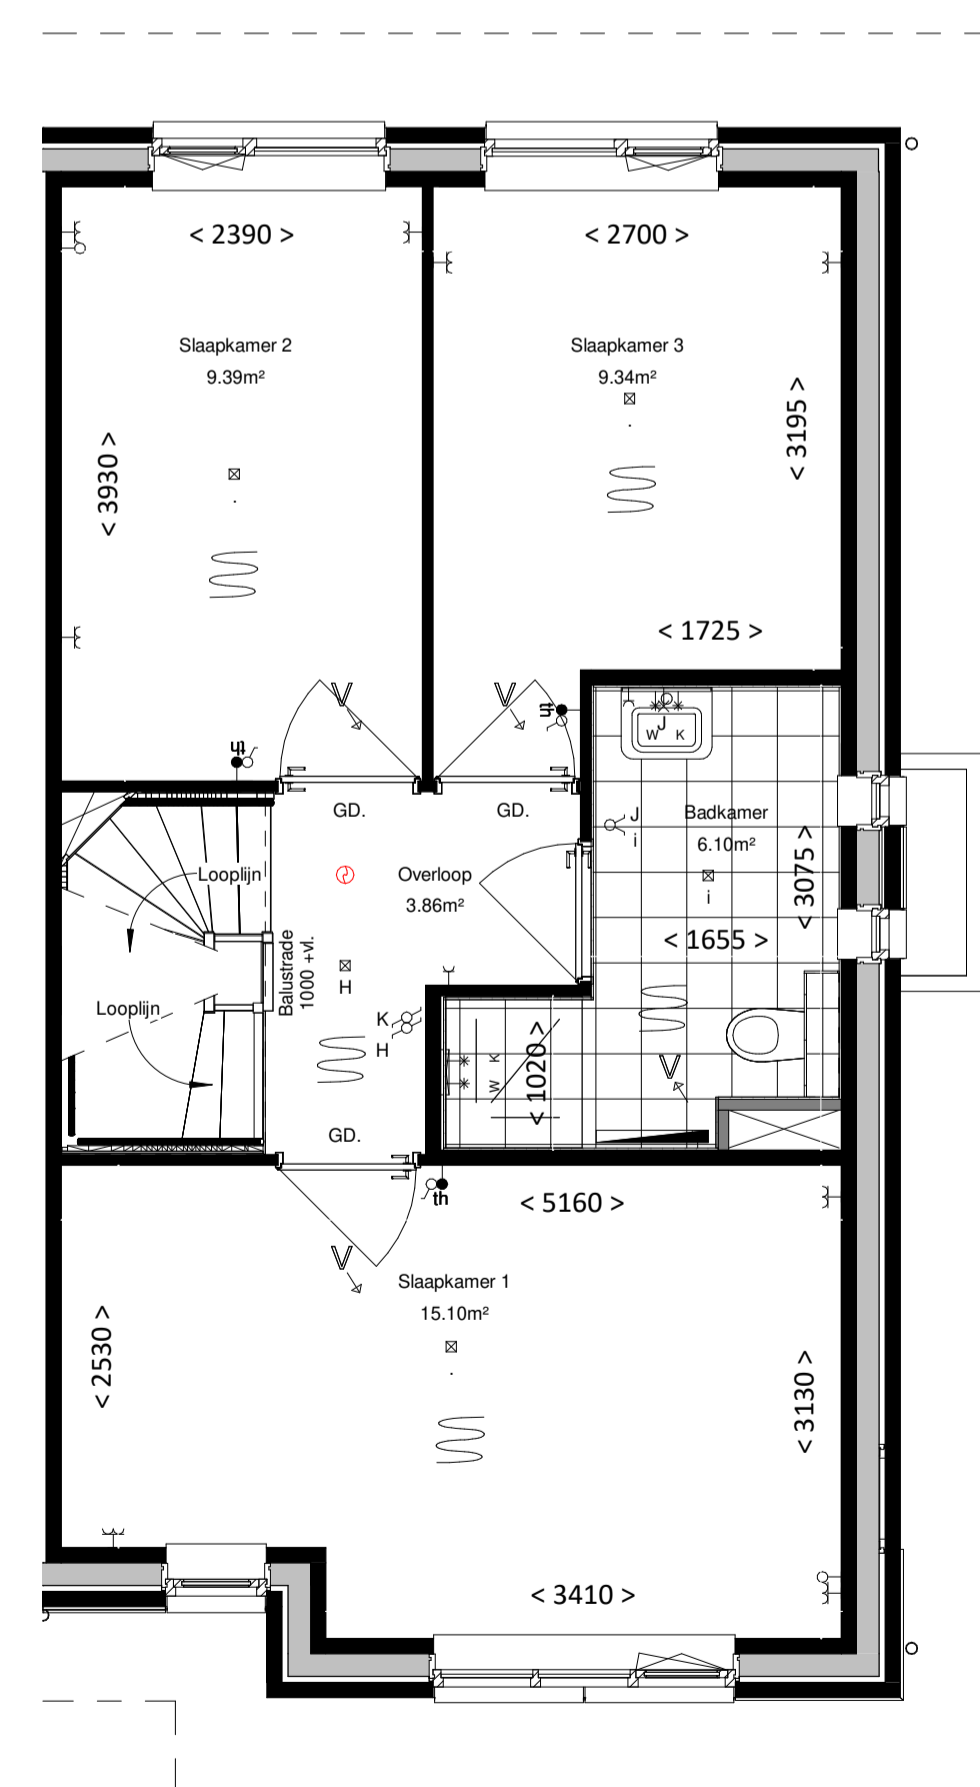 < 2390 >
< 2700 >
Slaapkamer 2
9.39m²
Slaapkamer 3
9.34m²
< 3195 >
< 3930 >
< 1725 >
V
V
th
th
J
W K
GD.
GD.
J
i
Badkamer
6.10m²
i
Looplijn
Overloop
3.86m²
< 3075 >
< 1655 >
Balustrade
1000 +vl.
H
Looplijn
K
H
W K
< 1020 >
V
GD.
th
< 5160 >
V
Slaapkamer 1
15.10m²
< 2530 >
< 3130 >
< 3410 >